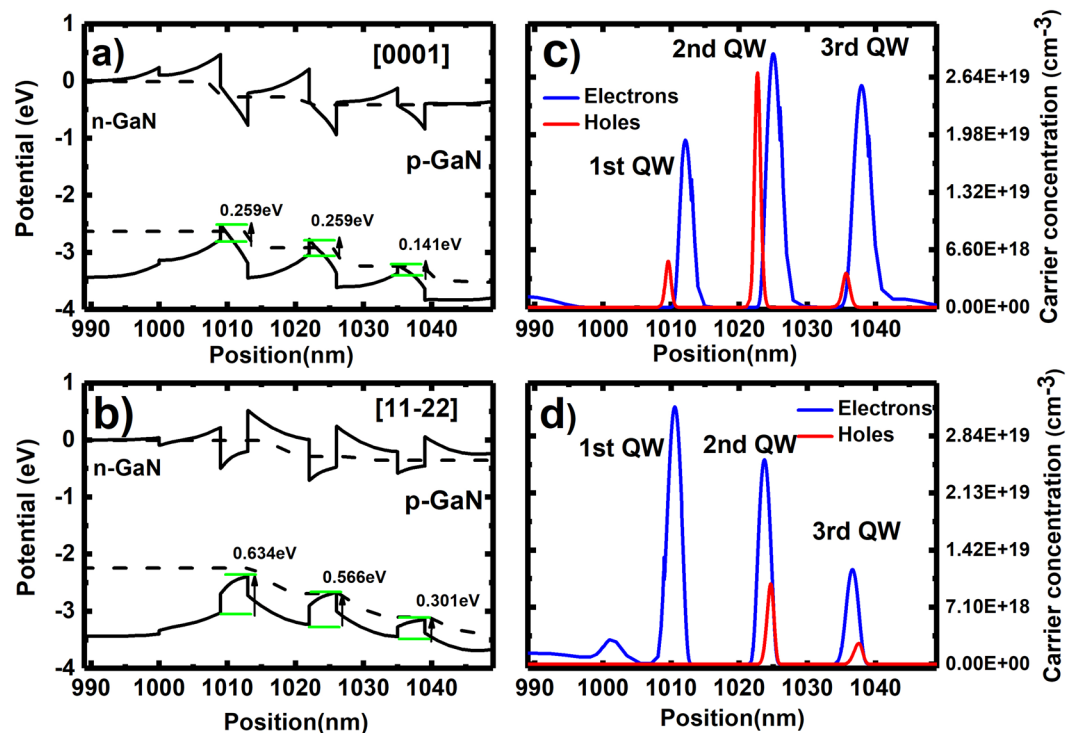 a)
[0001]
n-GaN
p-GaN
0.259eV
0.259eV
0.141eV
1
0
-1
-2
-3
-4
Potential (eV)
990 1000 1010 1020 1030 1040
Position(nm)
c)
2nd QW
3rd QW
Electrons
Holes
1st QW
2.64E+19
1.98E+19
1.32E+19
6.60E+18
0.00E+00
Carrier concentration (cm-3)
990 1000 1010 1020 1030 1040
Position(nm)
b)
[11-22]
n-GaN
p-GaN
0.634eV
0.566eV
0.301eV
1
0
-1
-2
-3
-4
Potential (eV)
990 1000 1010 1020 1030 1040
Position(nm)
d)
Electrons
Holes
1st QW
2nd QW
3rd QW
2.84E+19
2.13E+19
1.42E+19
7.10E+18
0.00E+00
Carrier concentration (cm-3)
990 1000 1010 1020 1030 1040
Position(nm)